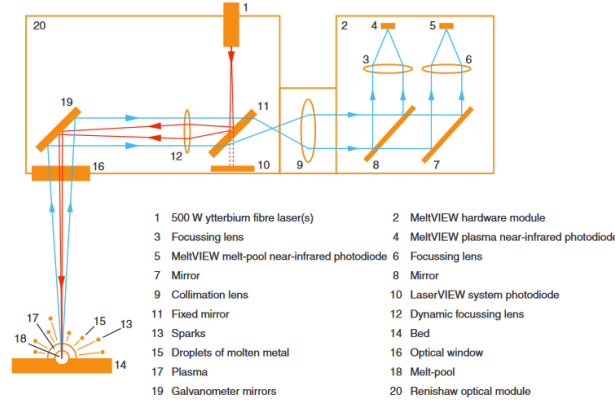 1
20
2
4
5
19
11
3
6
12
16
10
9
8
7
17
15
13
18
14
1 500 W ytterbium fibre laser(s)
2 MeltVIEW hardware module
3 Focussing lens
4 MeltVIEW plasma near-infrared photodiode
5 MeltVIEW melt-pool near-infrared photodiode
6 Focussing lens
7 Mirror
8 Mirror
9 Collimation lens
10 LaserVIEW system photodiode
11 Fixed mirror
12 Dynamic focussing lens
13 Sparks
14 Bed
15 Droplets of molten metal
16 Optical window
17 Plasma
18 Melt-pool
19 Galvanometer mirrors
20 Renishaw optical module